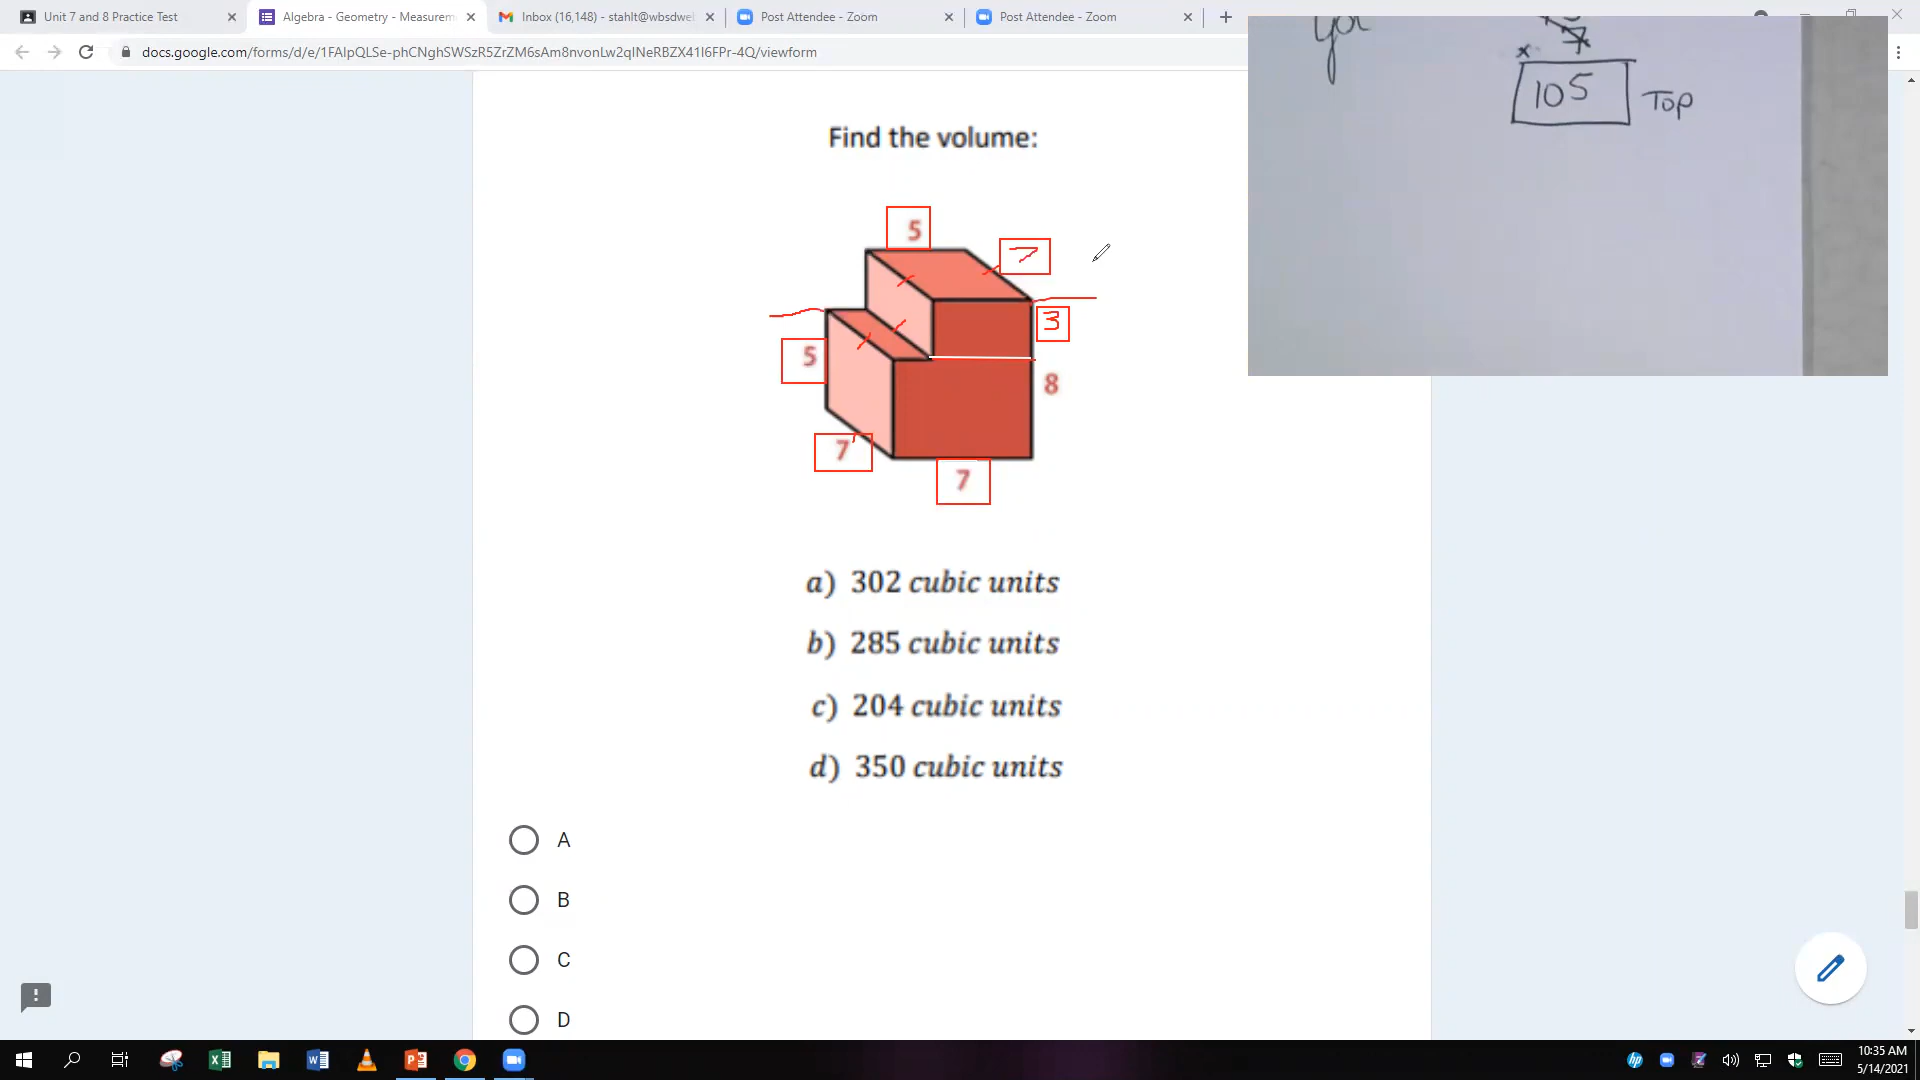 Unit 7 and 8 Practice Test
Algebra - Geometry - Measurem
Inbox (16,148) - stahlt@wbsdweb
Post Attendee - Zoom
Post Attendee - Zoom
docs.google.com/forms/d/e/1FAIpQLSe-phCNghSWSzR5ZrZM6sAm8nvonLw2qINeRBZX41I6FPr-4Q/viewform
you
7
x
105 Top
Find the volume:
5
7
3
5
8
7
7
a) 302 cubic units
b) 285 cubic units
c) 204 cubic units
d) 350 cubic units
A
B
C
D
10:35 AM
5/14/2021